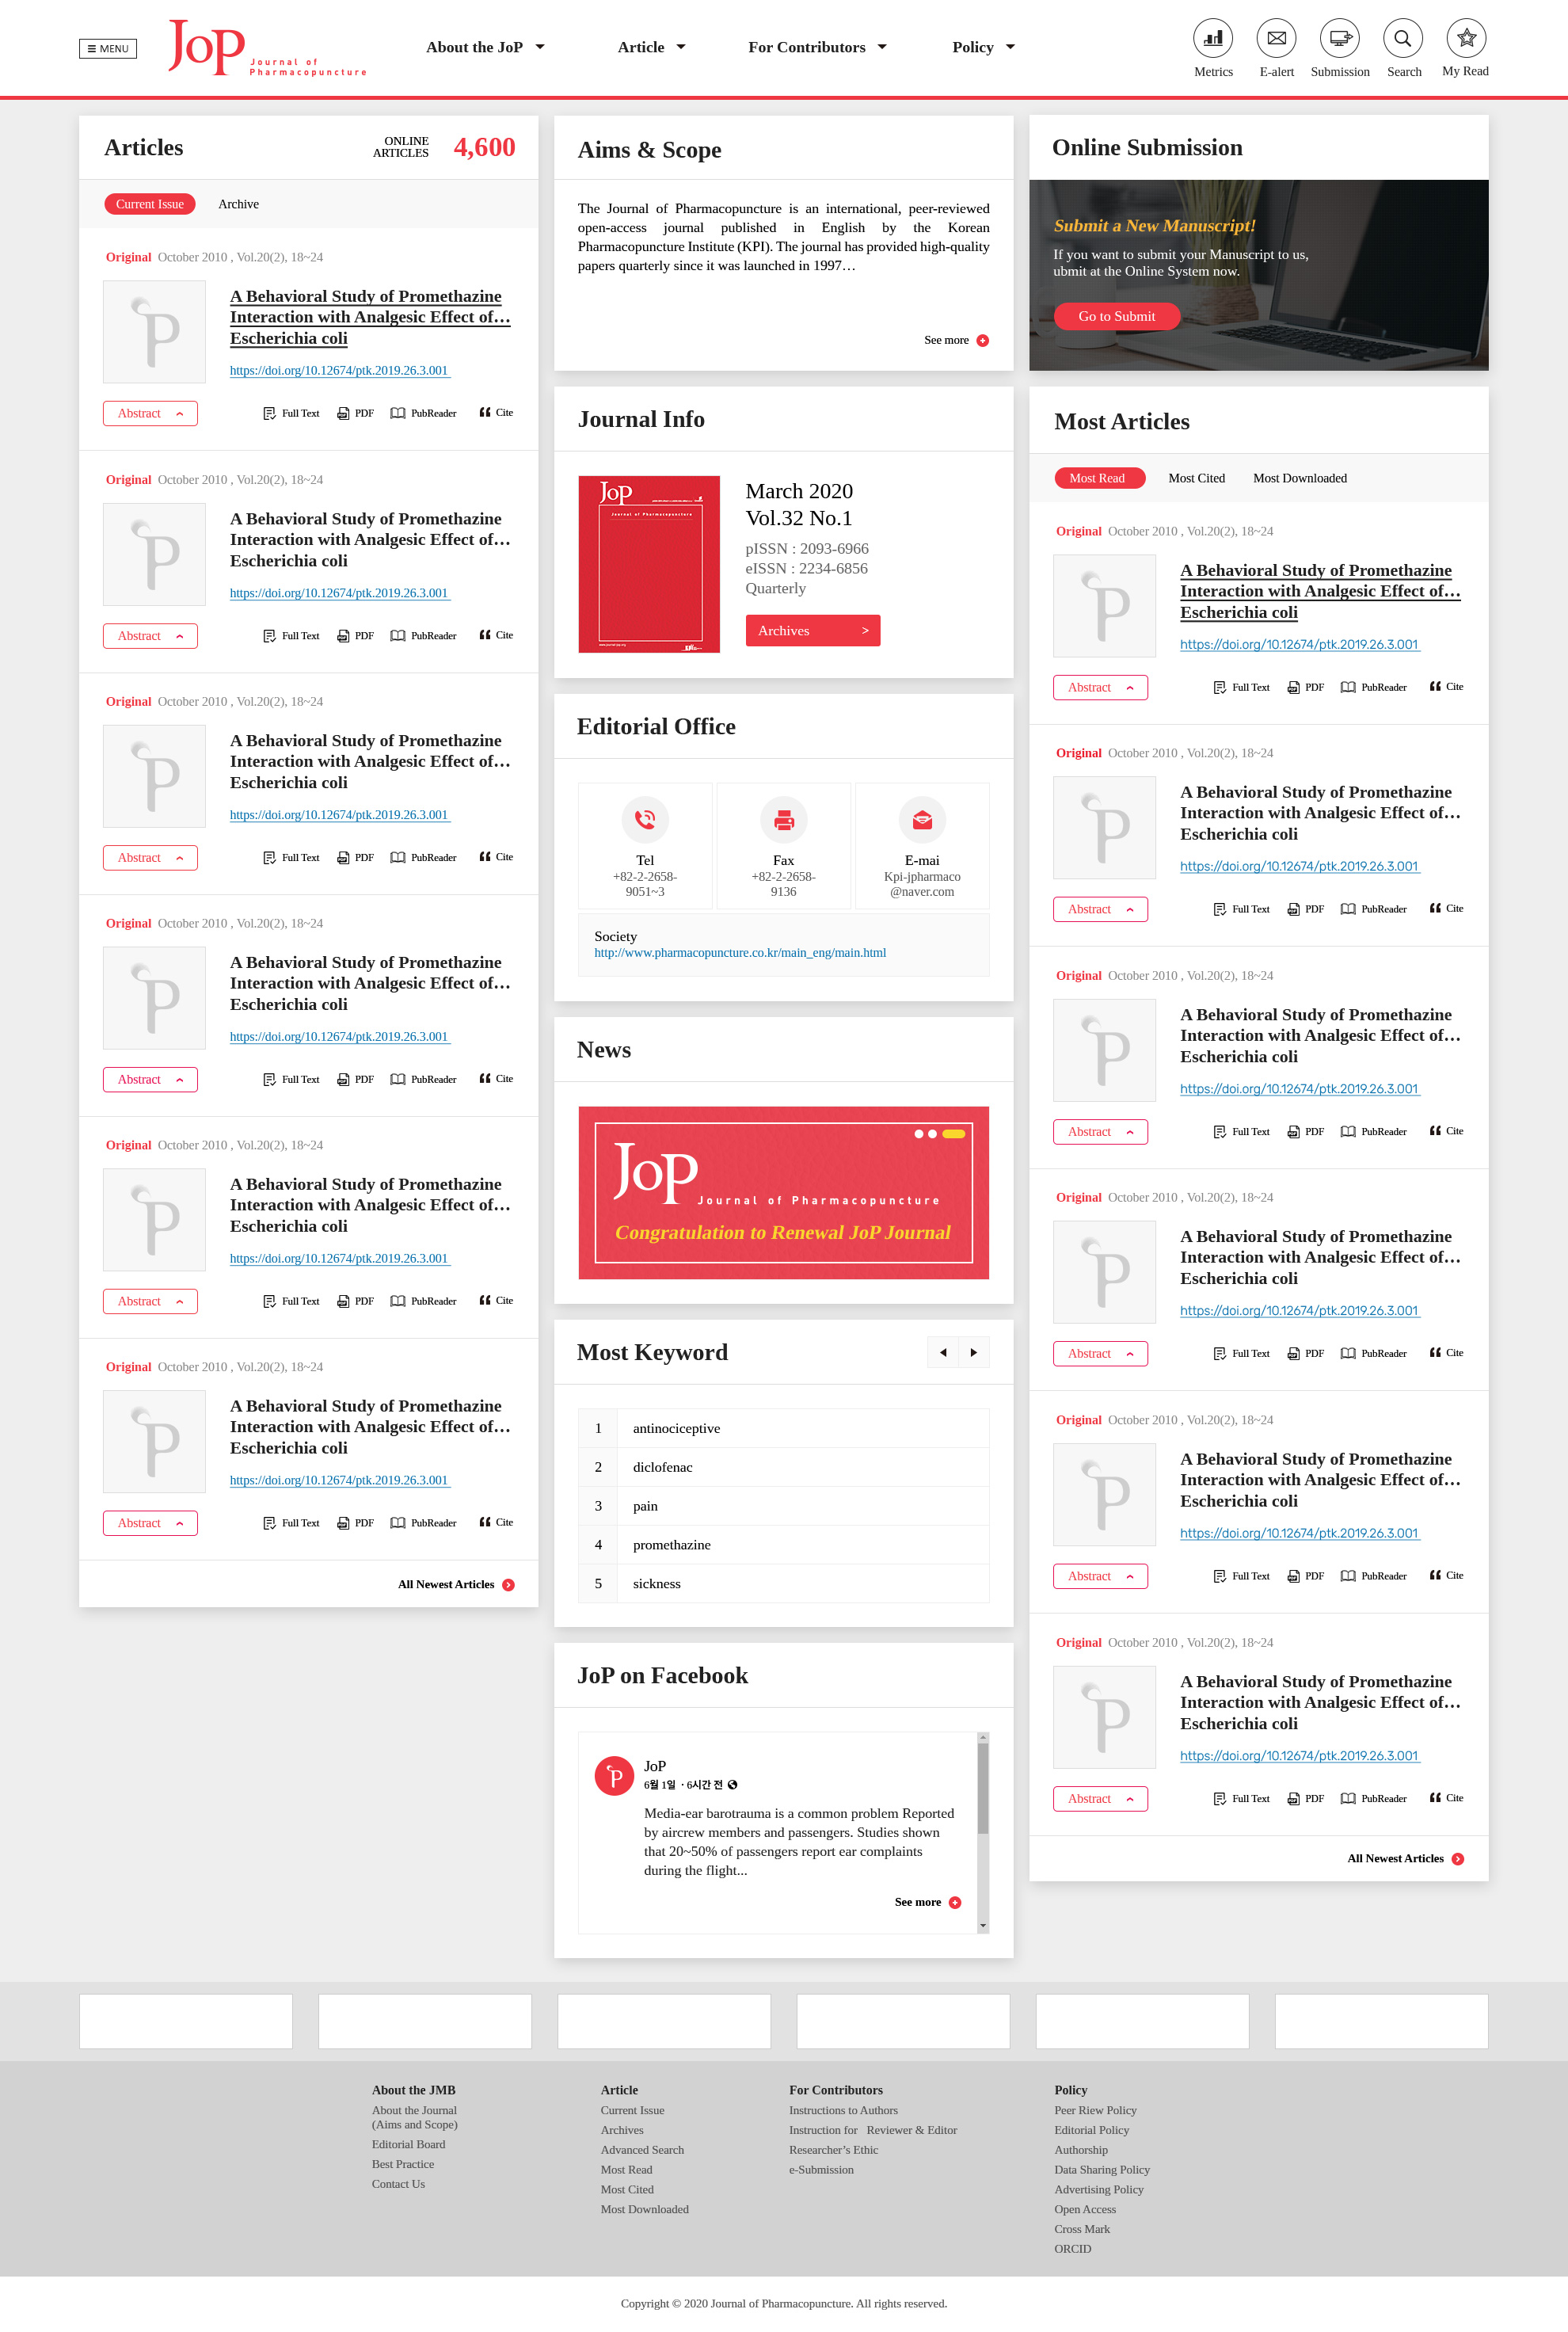 MENU
JoP Journal of
Pharmacopuncture
About the JoP
Article
For Contributors
Policy
Metrics
E-alert
Submission
Search
My Read
Articles
ONLINE
ARTICLES
4,600
Current Issue
Archive
Original October 2010 , Vol.20(2), 18~24
A Behavioral Study of Promethazine
Interaction with Analgesic Effect of…
Escherichia coli
https://doi.org/10.12674/ptk.2019.26.3.001
Abstract
Full Text PDF PubReader Cite
Original October 2010 , Vol.20(2), 18~24
A Behavioral Study of Promethazine
Interaction with Analgesic Effect of…
Escherichia coli
https://doi.org/10.12674/ptk.2019.26.3.001
Abstract
Full Text PDF PubReader Cite
Original October 2010 , Vol.20(2), 18~24
A Behavioral Study of Promethazine
Interaction with Analgesic Effect of…
Escherichia coli
https://doi.org/10.12674/ptk.2019.26.3.001
Abstract
Full Text PDF PubReader Cite
Original October 2010 , Vol.20(2), 18~24
A Behavioral Study of Promethazine
Interaction with Analgesic Effect of…
Escherichia coli
https://doi.org/10.12674/ptk.2019.26.3.001
Abstract
Full Text PDF PubReader Cite
Original October 2010 , Vol.20(2), 18~24
A Behavioral Study of Promethazine
Interaction with Analgesic Effect of…
Escherichia coli
https://doi.org/10.12674/ptk.2019.26.3.001
Abstract
Full Text PDF PubReader Cite
Original October 2010 , Vol.20(2), 18~24
A Behavioral Study of Promethazine
Interaction with Analgesic Effect of…
Escherichia coli
https://doi.org/10.12674/ptk.2019.26.3.001
Abstract
Full Text PDF PubReader Cite
All Newest Articles
Aims & Scope
The Journal of Pharmacopuncture is an international, peer-reviewed
open-access journal published in English by the Korean
Pharmacopuncture Institute (KPI). The journal has provided high-quality
papers quarterly since it was launched in 1997…
See more
Journal Info
JoP
Journal of Pharmacopuncture
March 2020
Vol.32 No.1
pISSN : 2093-6966
eISSN : 2234-6856
Quarterly
Archives >
Editorial Office
Tel
+82-2-2658-
9051~3
Fax
+82-2-2658-
9136
E-mai
Kpi-jpharmaco
@naver.com
Society
http://www.pharmacopuncture.co.kr/main_eng/main.html
News
JoP Journal of Pharmacopuncture
Congratulation to Renewal JoP Journal
Most Keyword
1 antinociceptive
2 diclofenac
3 pain
4 promethazine
5 sickness
JoP on Facebook
JoP
6월 1일 · 6시간 전
Media-ear barotrauma is a common problem Reported
by aircrew members and passengers. Studies shown
that 20~50% of passengers report ear complaints
during the flight...
See more
Online Submission
Submit a New Manuscript!
If you want to submit your Manuscript to us,
ubmit at the Online System now.
Go to Submit
Most Articles
Most Read
Most Cited
Most Downloaded
Original October 2010 , Vol.20(2), 18~24
A Behavioral Study of Promethazine
Interaction with Analgesic Effect of…
Escherichia coli
https://doi.org/10.12674/ptk.2019.26.3.001
Abstract
Full Text PDF PubReader Cite
Original October 2010 , Vol.20(2), 18~24
A Behavioral Study of Promethazine
Interaction with Analgesic Effect of…
Escherichia coli
https://doi.org/10.12674/ptk.2019.26.3.001
Abstract
Full Text PDF PubReader Cite
Original October 2010 , Vol.20(2), 18~24
A Behavioral Study of Promethazine
Interaction with Analgesic Effect of…
Escherichia coli
https://doi.org/10.12674/ptk.2019.26.3.001
Abstract
Full Text PDF PubReader Cite
Original October 2010 , Vol.20(2), 18~24
A Behavioral Study of Promethazine
Interaction with Analgesic Effect of…
Escherichia coli
https://doi.org/10.12674/ptk.2019.26.3.001
Abstract
Full Text PDF PubReader Cite
Original October 2010 , Vol.20(2), 18~24
A Behavioral Study of Promethazine
Interaction with Analgesic Effect of…
Escherichia coli
https://doi.org/10.12674/ptk.2019.26.3.001
Abstract
Full Text PDF PubReader Cite
Original October 2010 , Vol.20(2), 18~24
A Behavioral Study of Promethazine
Interaction with Analgesic Effect of…
Escherichia coli
https://doi.org/10.12674/ptk.2019.26.3.001
Abstract
Full Text PDF PubReader Cite
All Newest Articles
About the JMB
About the Journal
(Aims and Scope)
Editorial Board
Best Practice
Contact Us
Article
Current Issue
Archives
Advanced Search
Most Read
Most Cited
Most Downloaded
For Contributors
Instructions to Authors
Instruction for Reviewer & Editor
Researcher’s Ethic
e-Submission
Policy
Peer Riew Policy
Editorial Policy
Authorship
Data Sharing Policy
Advertising Policy
Open Access
Cross Mark
ORCID
Copyright © 2020 Journal of Pharmacopuncture. All rights reserved.